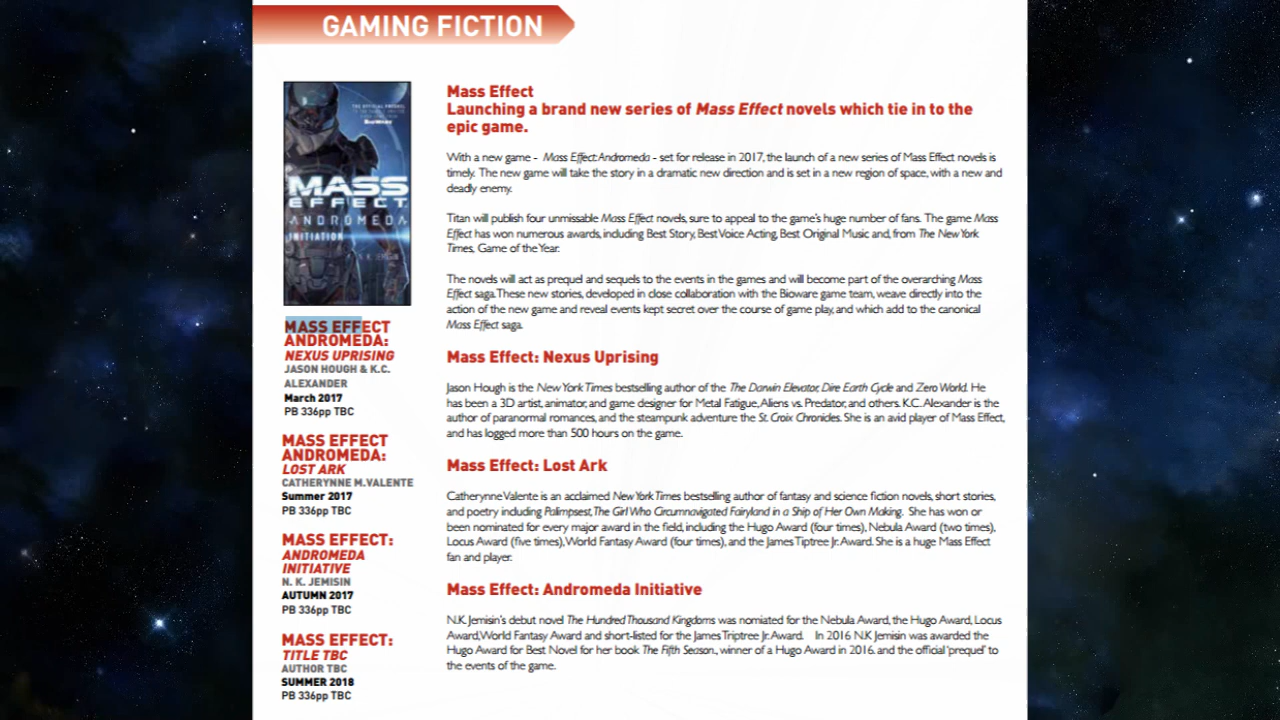 GAMING FICTION
THE OFFICIAL PREQUEL
BioWare
MASS
EFFECT
ANDROMEDA
INITIATION
N. K. JEMISIN
MASS EFFECT
ANDROMEDA:
NEXUS UPRISING
JASON HOUGH & K.C.
ALEXANDER
March 2017
PB 336pp TBC
MASS EFFECT
ANDROMEDA:
LOST ARK
CATHERYNNE M.VALENTE
Summer 2017
PB 336pp TBC
MASS EFFECT:
ANDROMEDA
INITIATIVE
N. K. JEMISIN
AUTUMN 2017
PB 336pp TBC
MASS EFFECT:
TITLE TBC
AUTHOR TBC
SUMMER 2018
PB 336pp TBC
Mass Effect
Launching a brand new series of Mass Effect novels which tie in to the
epic game.
With a new game - Mass Effect:Andromeda - set for release in 2017, the launch of a new series of Mass Effect novels is
timely. The new game will take the story in a dramatic new direction and is set in a new region of space, with a new and
deadly enemy.
Titan will publish four unmissable Mass Effect novels, sure to appeal to the game's huge number of fans. The game Mass
Effect has won numerous awards, including Best Story, Best Voice Acting, Best Original Music and, from The New York
Times, Game of the Year.
The novels will act as prequel and sequels to the events in the games and will become part of the overarching Mass
Effect saga. These new stories, developed in close collaboration with the Bioware game team, weave directly into the
action of the new game and reveal events kept secret over the course of game play, and which add to the canonical
Mass Effect saga.
Mass Effect: Nexus Uprising
Jason Hough is the New York Times bestselling author of the The Darwin Elevator, Dire Earth Cycle and Zero World. He
has been a 3D artist, animator, and game designer for Metal Fatigue, Aliens vs. Predator, and others. K.C. Alexander is the
author of paranormal romances, and the steampunk adventure the St. Croix Chronicles. She is an avid player of Mass Effect,
and has logged more than 500 hours on the game.
Mass Effect: Lost Ark
Catherynne Valente is an acclaimed New York Times bestselling author of fantasy and science fiction novels, short stories,
and poetry including Palimpsest, The Girl Who Circumnavigated Fairyland in a Ship of Her Own Making. She has won or
been nominated for every major award in the field, including the Hugo Award (four times), Nebula Award (two times),
Locus Award (five times), World Fantasy Award (four times), and the James Tiptree Jr. Award. She is a huge Mass Effect
fan and player.
Mass Effect: Andromeda Initiative
N.K. Jemisin's debut novel The Hundred Thousand Kingdoms was nomiated for the Nebula Award, the Hugo Award, Locus
Award,World Fantasy Award and short-listed for the James Triptree Jr. Award. In 2016 N.K Jemisin was awarded the
Hugo Award for Best Novel for her book The Fifth Season., winner of a Hugo Award in 2016. and the official 'prequel' to
the events of the game.